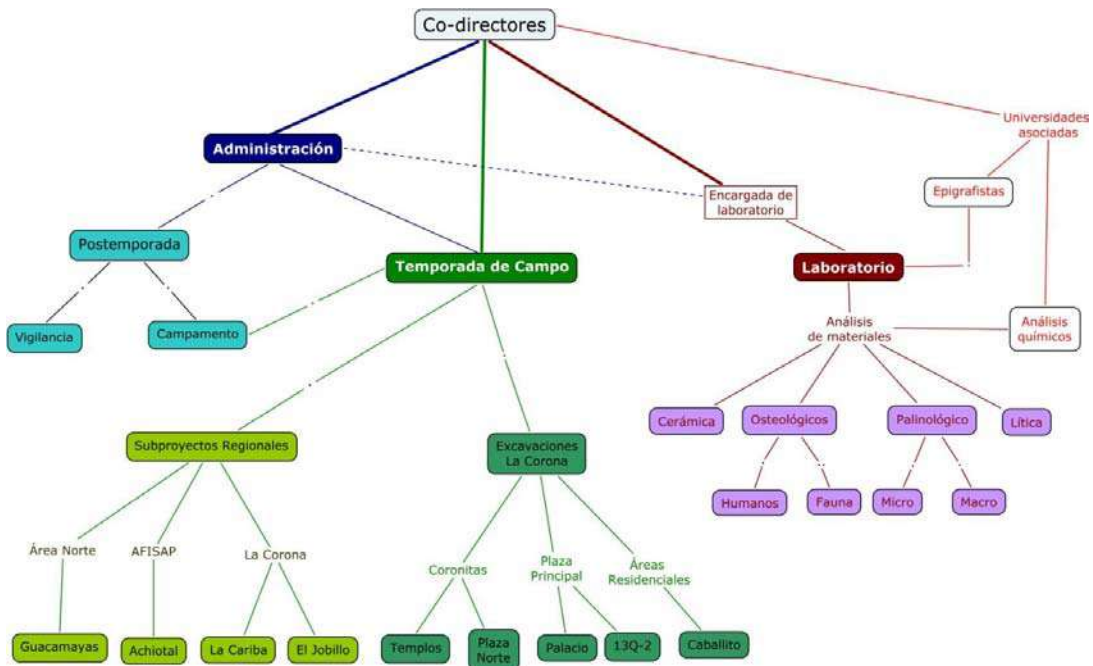 Co-directores
Universidades
asociadas
Administración
Epigrafistas
Encargada de
laboratorio
Postemporada
Temporada de Campo
Laboratorio
Vigilancia
Campamento
Análisis
de materiales
Análisis
químicos
Cerámica
Osteológicos
Palinológico
Lítica
Subproyectos Regionales
Excavaciones
La Corona
Humanos
Fauna
Micro
Macro
Área Norte
AFISAP
La Corona
Coronitas
Plaza
Principal
Áreas
Residenciales
Guacamayas
Achiotal
La Cariba
El Jobillo
Templos
Plaza
Norte
Palacio
13Q-2
Caballito